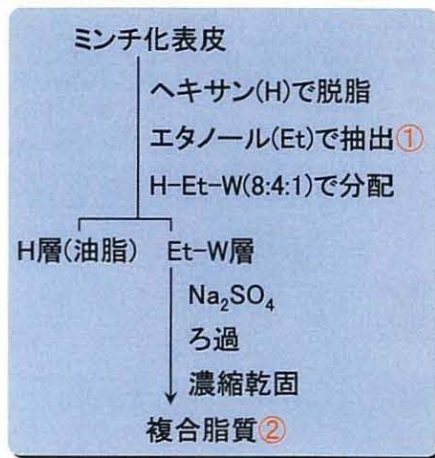 ミンチ化表皮
ヘキサン(H)で脱脂
エタノール(Et)で抽出①
H-Et-W(8:4:1)で分配
H層(油脂) Et-W層
Na₂SO₄
ろ過
濃縮乾固
複合脂質②